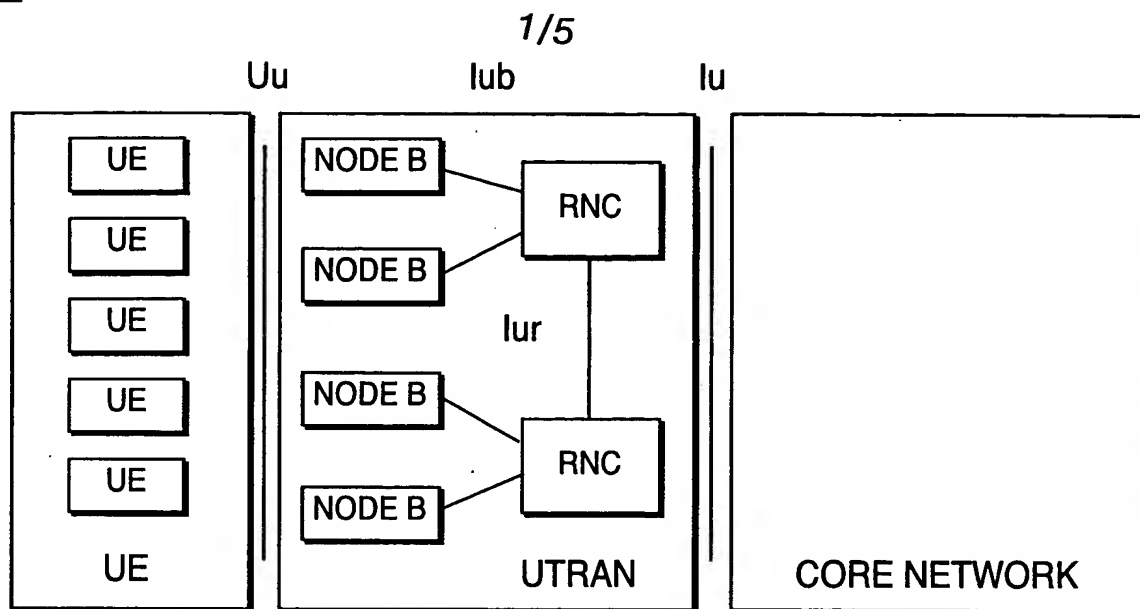 1/5
Uu Iub Iu
UE
UE
UE
UE
UE
UE
NODE B
NODE B
NODE B
NODE B
RNC
Iur
RNC
UTRAN
CORE NETWORK